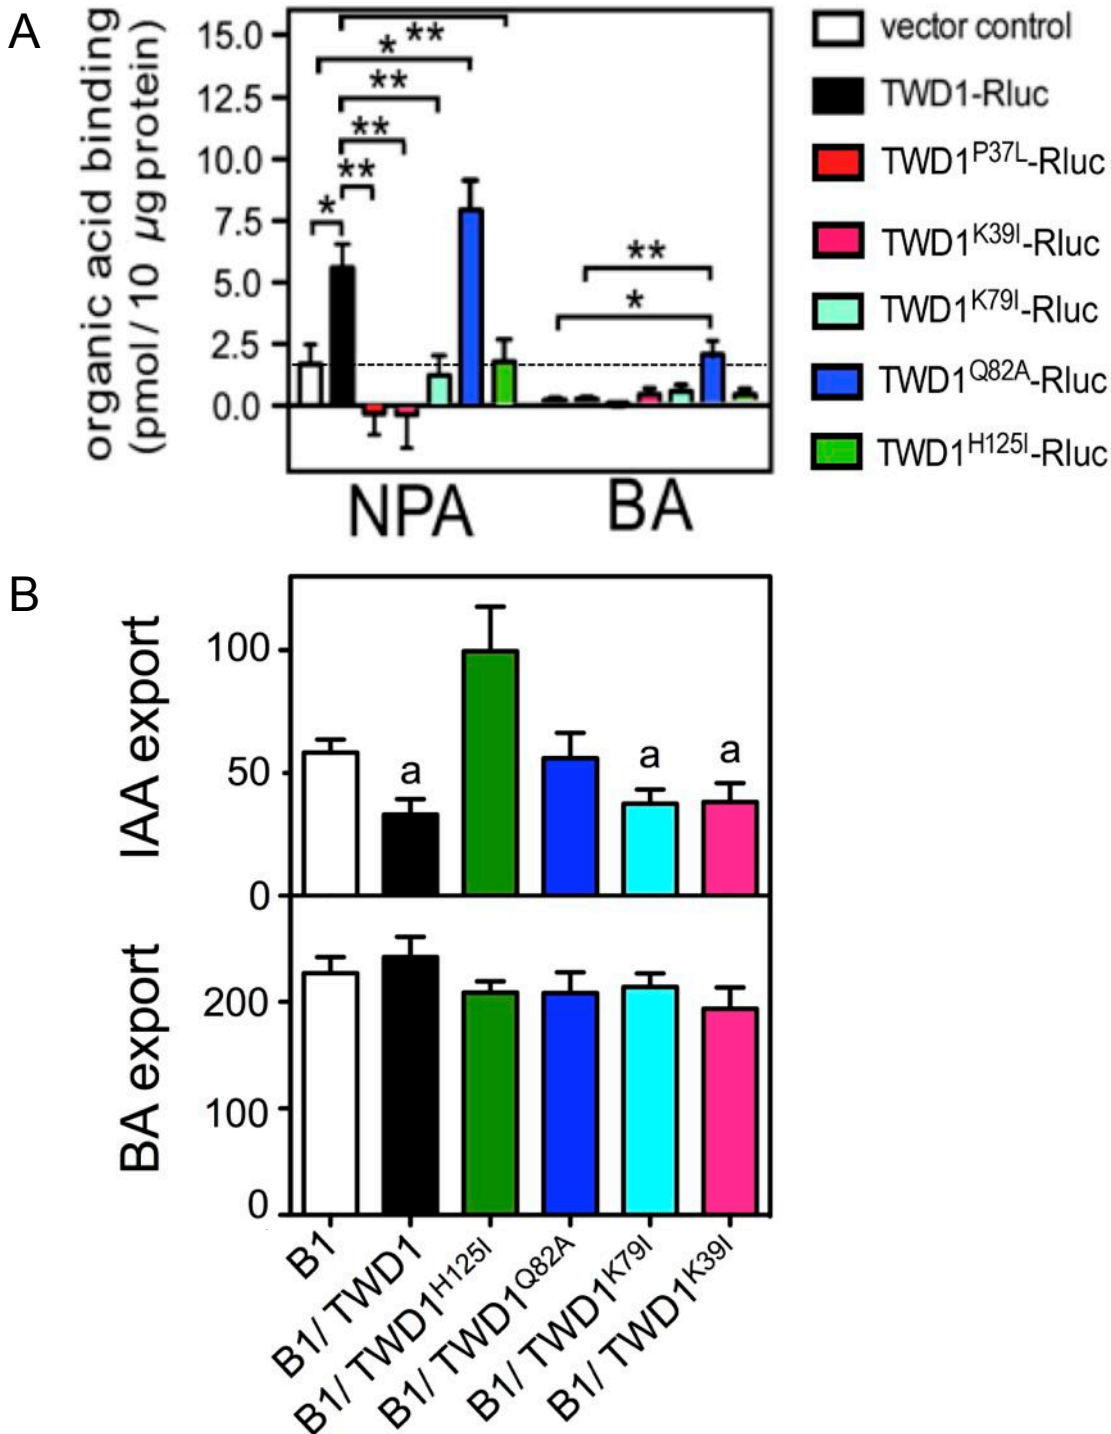 A
organic acid binding
(pmol / 10 µg protein)
15.0
12.5
10.0
7.5
5.0
2.5
0.0
**
*
**
**
**
*
**
*
NPA
BA
vector control
TWD1-Rluc
TWD1P37L-Rluc
TWD1K39I-Rluc
TWD1K79I-Rluc
TWD1Q82A-Rluc
TWD1H125I-Rluc
B
IAA export
100
50
0
a
a
a
BA export
200
100
0
B1
B1/ TWD1
B1/ TWD1H125I
B1/ TWD1Q82A
B1/ TWD1K79I
B1/ TWD1K39I